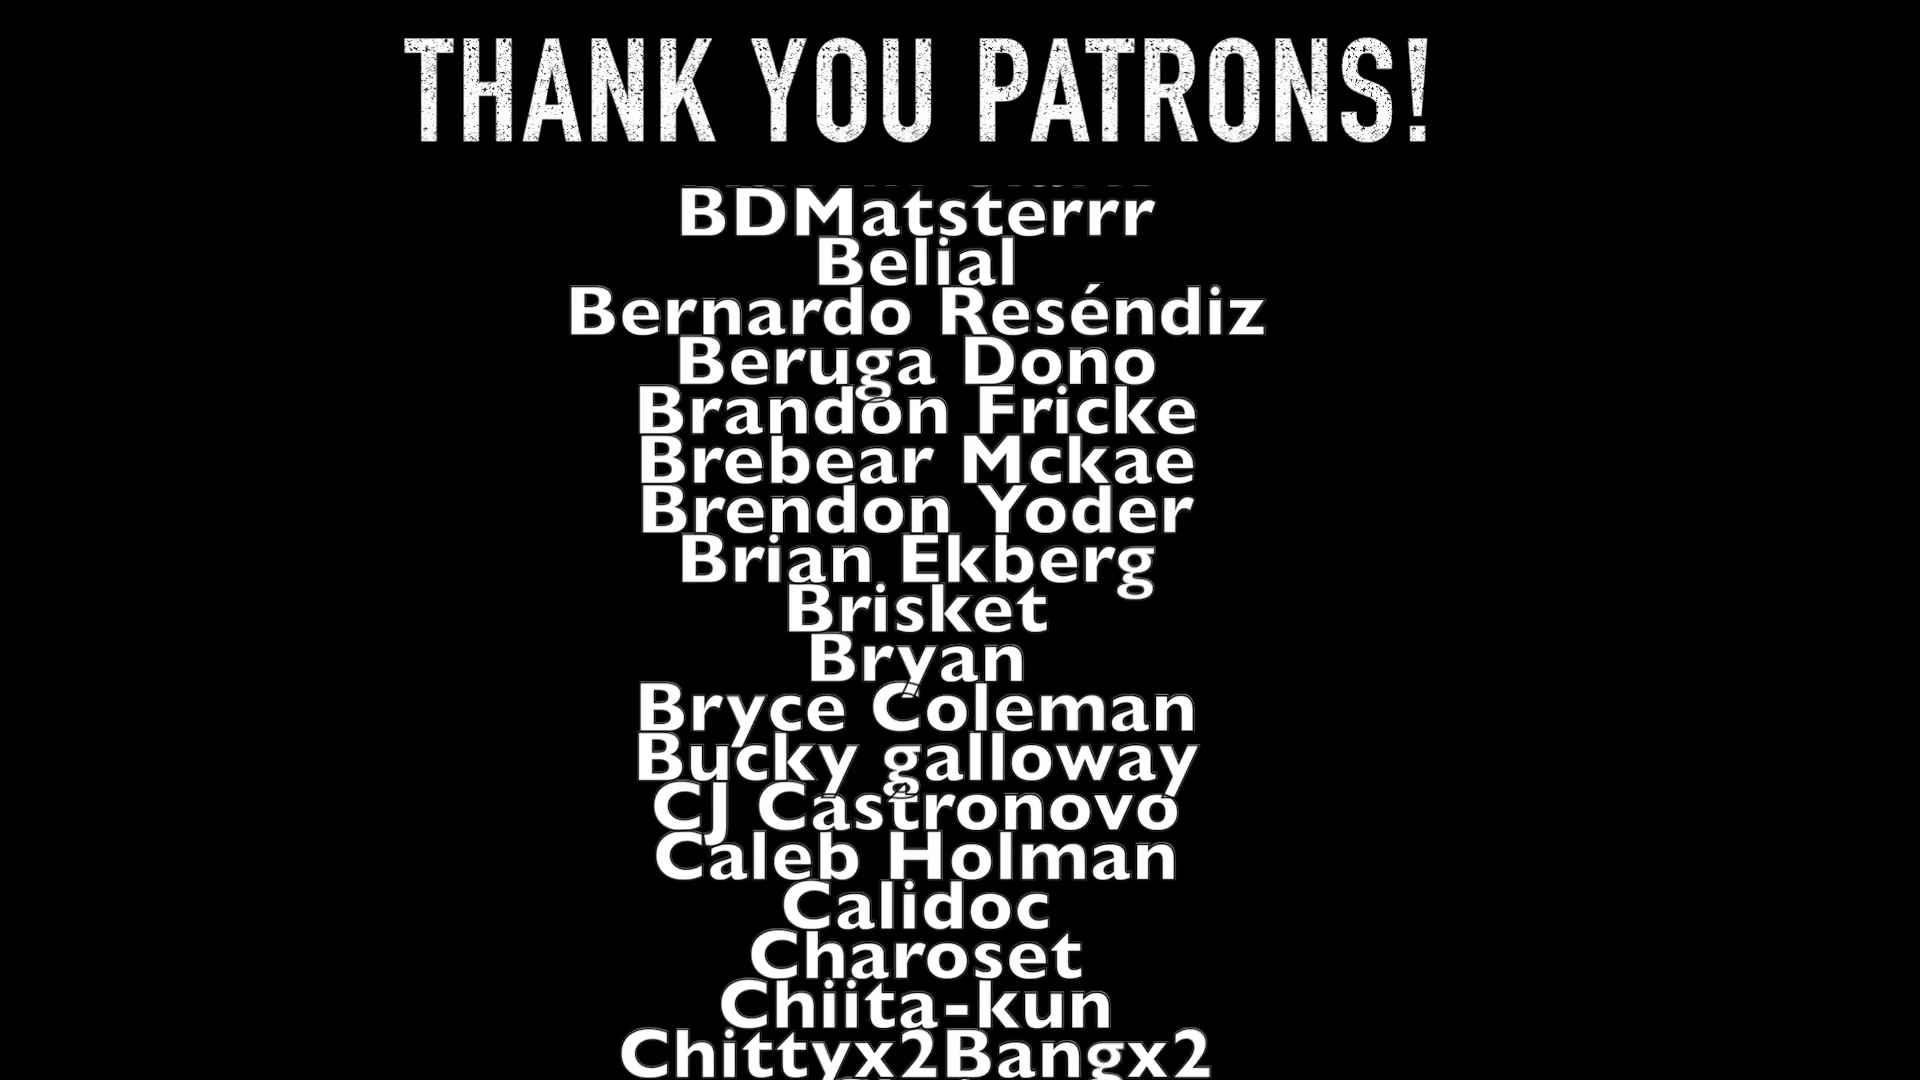 THANK YOU PATRONS!
BDMatsterrr
Belial
Bernardo Reséndiz
Beruga Dono
Brandon Fricke
Brebear Mckae
Brendon Yoder
Brian Ekberg
Brisket
Bryan
Bryce Coleman
Bucky galloway
CJ Castronovo
Caleb Holman
Calidoc
Charoset
Chiita-kun
Chittyx2Bangx2